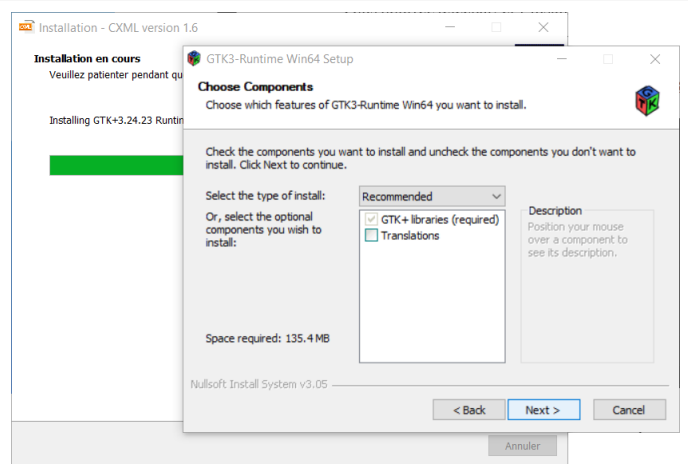 Installation - CXML version 1.6
Installation en cours
Veuillez patienter pendant qu
Installing GTK+3.24.23 Runtin
Annuler
GTK3-Runtime Win64 Setup
Choose Components
Choose which features of GTK3-Runtime Win64 you want to install.
Check the components you want to install and uncheck the components you don't want to
install. Click Next to continue.
Select the type of install:
Recommended
Or, select the optional
components you wish to
install:
GTK+ libraries (required)
Translations
Description
Position your mouse
over a component to
see its description.
Space required: 135.4 MB
Nullsoft Install System v3.05
< Back
Next >
Cancel